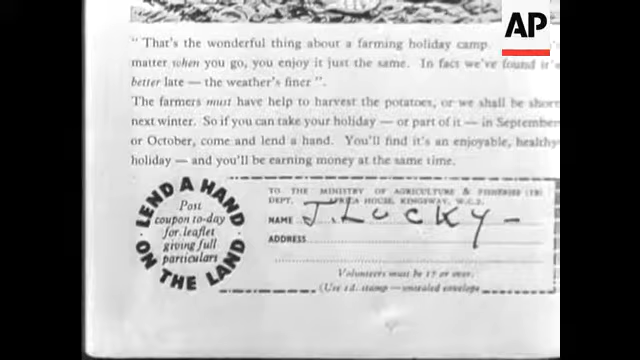 AP
" That's the wonderful thing about a farming holiday camp
matter when you go, you enjoy it just the same. In fact we've found it's
better late — the weather's finer ".
The farmers must have help to harvest the potatoes, or we shall be short
next winter. So if you can take your holiday — or part of it — in September
or October, come and lend a hand. You'll find it's an enjoyable, healthy
holiday — and you'll be earning money at the same time.
LEND A HAND
ON THE LAND
Post
coupon to-day
for leaflet
giving full
particulars
TO THE MINISTRY OF AGRICULTURE & FISHERIES
DEPT. AFRICA HOUSE, KINGSWAY, W.C.2.
NAME J. LUCKY -
ADDRESS
Volunteers must be 17 or over.
(Use 1d. stamp — unsealed envelope